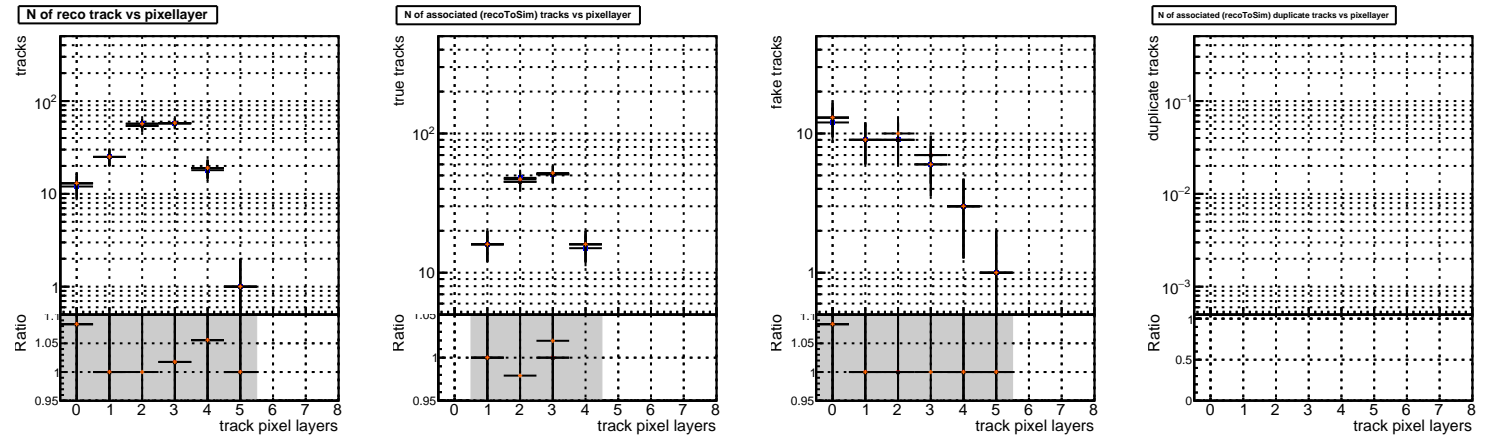 N of reco track vs pixellayer
N of associated (recoToSim) tracks vs pixellayer
N of associated (recoToSim) duplicate tracks vs pixellayer
tracks
10²
10
1
Ratio
1.1
1.05
1
0.95
0 1 2 3 4 5 6 7 8
track pixel layers
true tracks
10²
10
Ratio
1.05
1
0.95
0 1 2 3 4 5 6 7 8
track pixel layers
fake tracks
10
1
Ratio
1.1
1.05
1
0.95
0 1 2 3 4 5 6 7 8
track pixel layers
duplicate tracks
10⁻¹
10⁻²
10⁻³
Ratio
1
0.5
0
0 1 2 3 4 5 6 7 8
track pixel layers